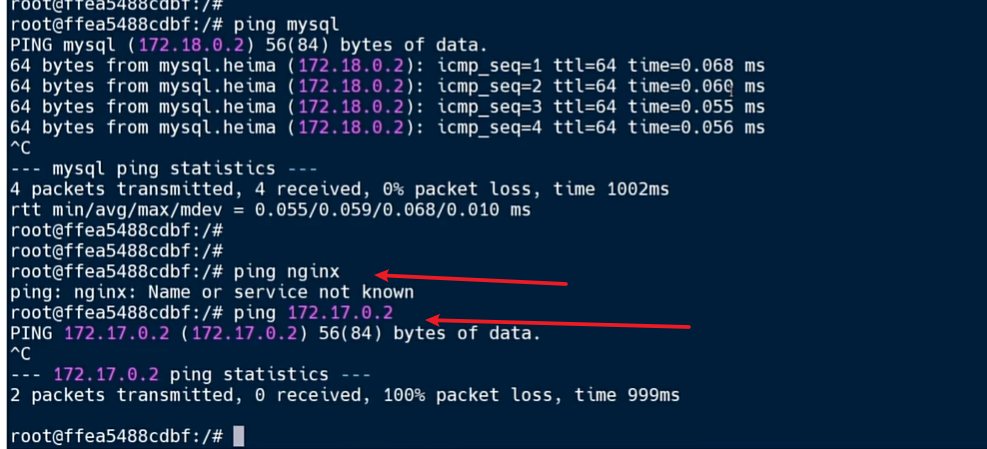 root@ffea5488cdbf:/#
root@ffea5488cdbf:/# ping mysql
PING mysql (172.18.0.2) 56(84) bytes of data.
64 bytes from mysql.heima (172.18.0.2): icmp_seq=1 ttl=64 time=0.068 ms
64 bytes from mysql.heima (172.18.0.2): icmp_seq=2 ttl=64 time=0.060 ms
64 bytes from mysql.heima (172.18.0.2): icmp_seq=3 ttl=64 time=0.055 ms
64 bytes from mysql.heima (172.18.0.2): icmp_seq=4 ttl=64 time=0.056 ms
^C
--- mysql ping statistics ---
4 packets transmitted, 4 received, 0% packet loss, time 1002ms
rtt min/avg/max/mdev = 0.055/0.059/0.068/0.010 ms
root@ffea5488cdbf:/#
root@ffea5488cdbf:/#
root@ffea5488cdbf:/# ping nginx
ping: nginx: Name or service not known
root@ffea5488cdbf:/# ping 172.17.0.2
PING 172.17.0.2 (172.17.0.2) 56(84) bytes of data.
^C
--- 172.17.0.2 ping statistics ---
2 packets transmitted, 0 received, 100% packet loss, time 999ms
root@ffea5488cdbf:/#